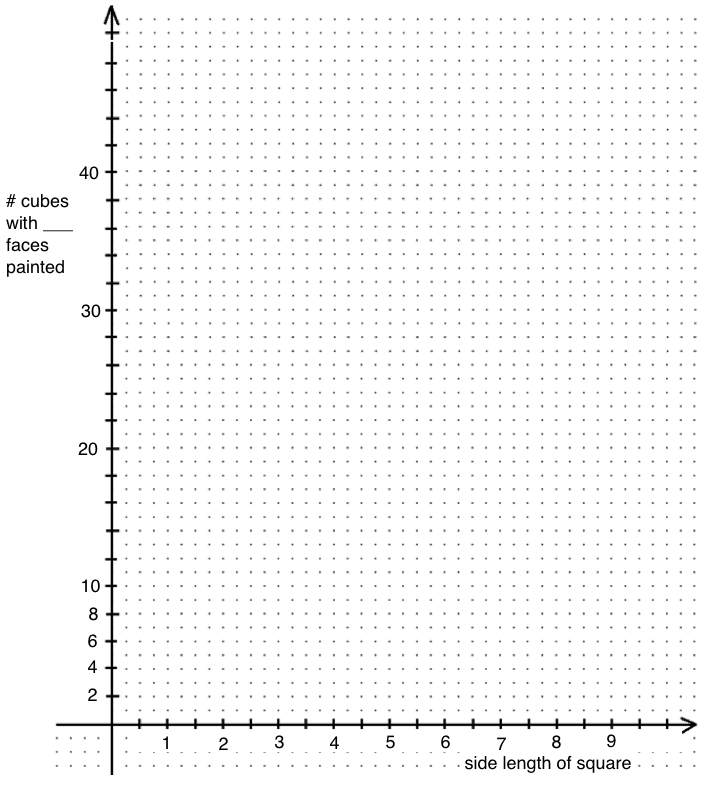 40
# cubes
with ___
faces
painted
30
20
10
8
6
4
2
1 2 3 4 5 6 7 8 9
side length of square